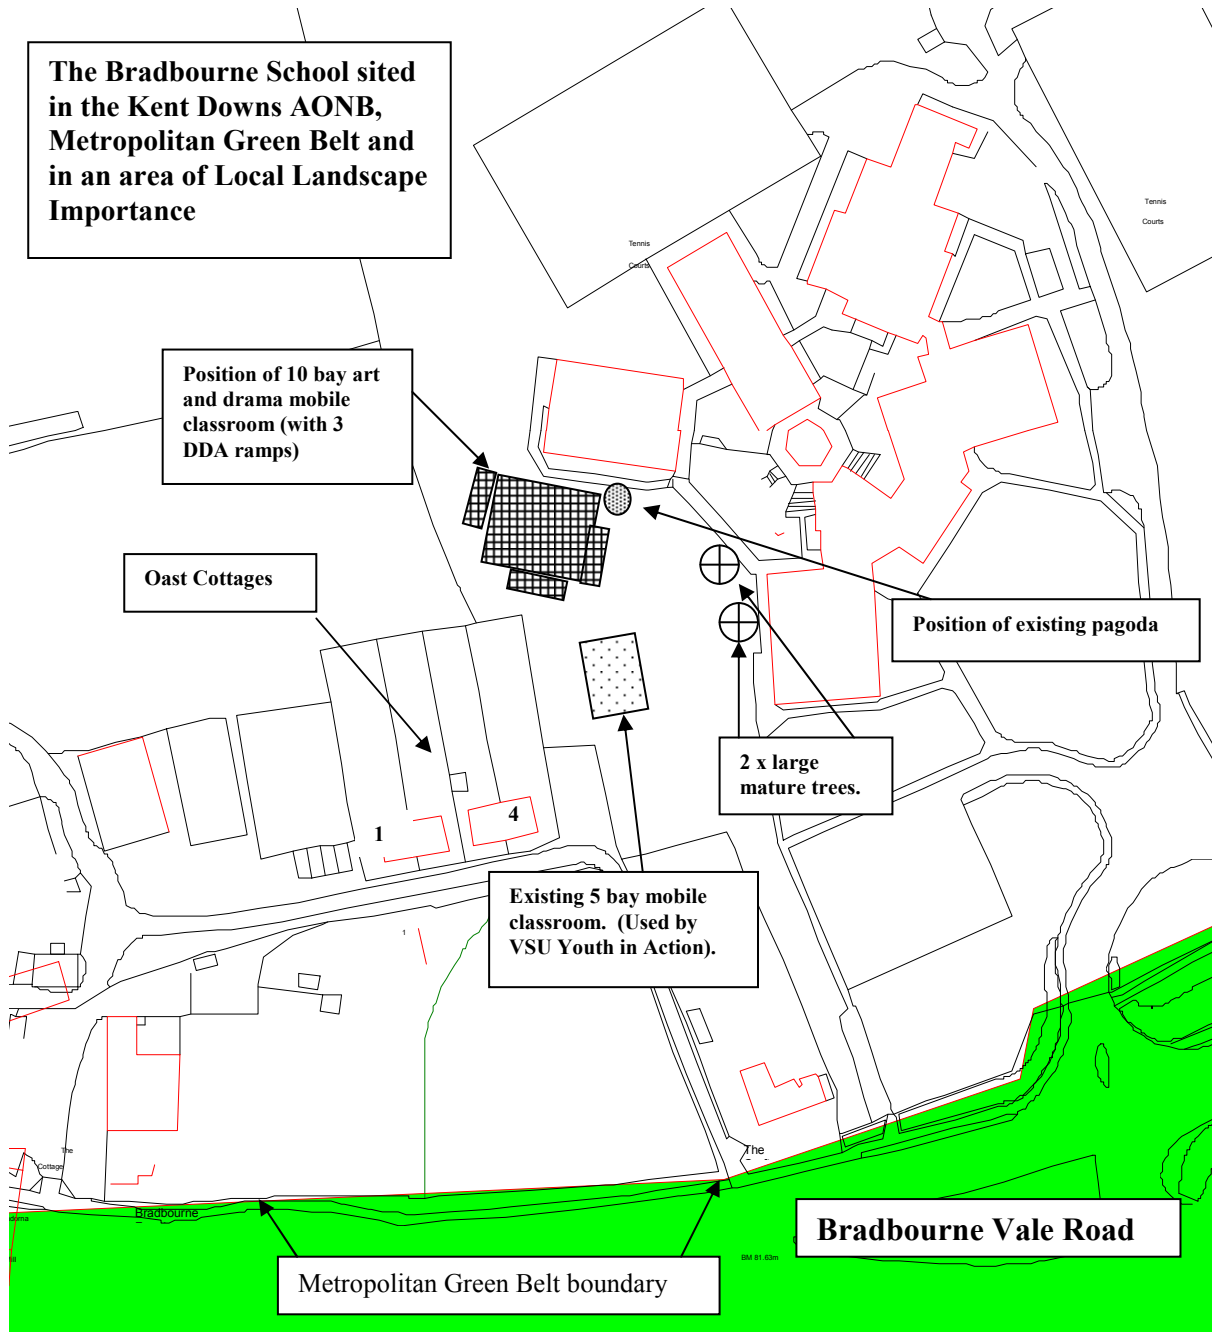 The Bradbourne School sited
in the Kent Downs AONB,
Metropolitan Green Belt and
in an area of Local Landscape
Importance
Tennis
Courts
Tennis
Courts
Position of 10 bay art
and drama mobile
classroom (with 3
DDA ramps)
Oast Cottages
Position of existing pagoda
2 x large
mature trees.
1
4
Existing 5 bay mobile
classroom. (Used by
VSU Youth in Action).
1
The
Cottage
The
Bradbourne
Bradbourne Vale Road
BM 81.63m
Metropolitan Green Belt boundary